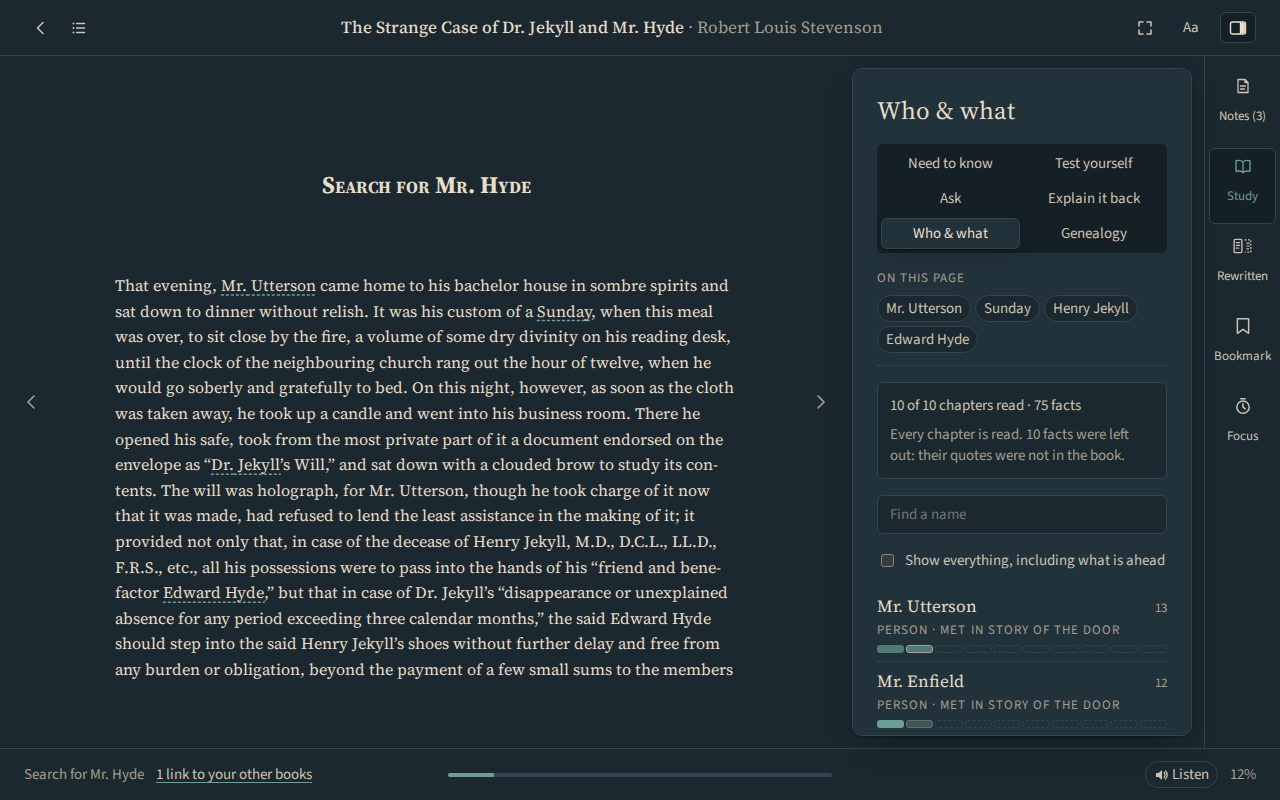 The Strange Case of Dr. Jekyll and Mr. Hyde · Robert Louis Stevenson
Aa
Search for Mr. Hyde
That evening, Mr. Utterson came home to his bachelor house in sombre spirits and
sat down to dinner without relish. It was his custom of a Sunday, when this meal
was over, to sit close by the fire, a volume of some dry divinity on his reading desk,
until the clock of the neighbouring church rang out the hour of twelve, when he
would go soberly and gratefully to bed. On this night, however, as soon as the cloth
was taken away, he took up a candle and went into his business room. There he
opened his safe, took from the most private part of it a document endorsed on the
envelope as “Dr. Jekyll’s Will,” and sat down with a clouded brow to study its con-
tents. The will was holograph, for Mr. Utterson, though he took charge of it now
that it was made, had refused to lend the least assistance in the making of it; it
provided not only that, in case of the decease of Henry Jekyll, M.D., D.C.L., LL.D.,
F.R.S., etc., all his possessions were to pass into the hands of his “friend and bene-
factor Edward Hyde,” but that in case of Dr. Jekyll’s “disappearance or unexplained
absence for any period exceeding three calendar months,” the said Edward Hyde
should step into the said Henry Jekyll’s shoes without further delay and free from
any burden or obligation, beyond the payment of a few small sums to the members
Who & what
Need to know
Test yourself
Ask
Explain it back
Who & what
Genealogy
ON THIS PAGE
Mr. Utterson
Sunday
Henry Jekyll
Edward Hyde
10 of 10 chapters read · 75 facts
Every chapter is read. 10 facts were left
out: their quotes were not in the book.
Find a name
Show everything, including what is ahead
Mr. Utterson
13
PERSON · MET IN STORY OF THE DOOR
Mr. Enfield
12
PERSON · MET IN STORY OF THE DOOR
Notes (3)
Study
Rewritten
Bookmark
Focus
Search for Mr. Hyde
1 link to your other books
Listen
12%